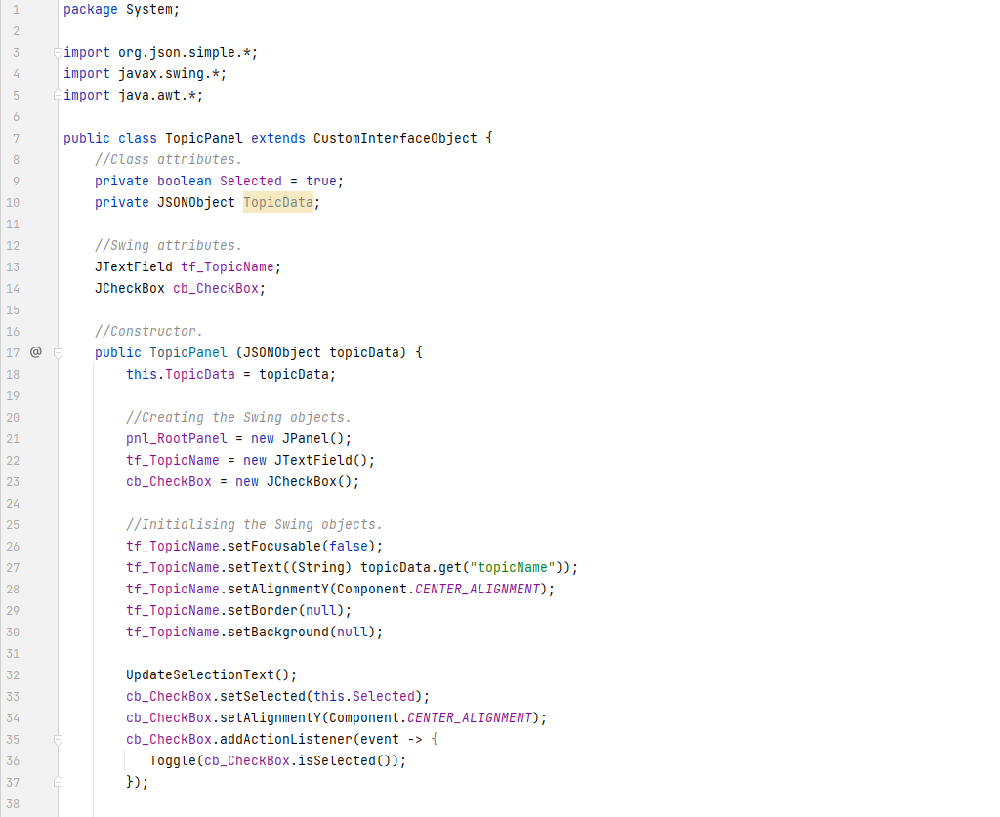 1 package System;
2
3 import org.json.simple.*;
4 import javax.swing.*;
5 import java.awt.*;
6
7 public class TopicPanel extends CustomInterfaceObject {
8 //Class attributes.
9 private boolean Selected = true;
10 private JSONObject TopicData;
11
12 //Swing attributes.
13 JTextField tf_TopicName;
14 JCheckBox cb_CheckBox;
15
16 //Constructor.
17 @ public TopicPanel (JSONObject topicData) {
18 this.TopicData = topicData;
19
20 //Creating the Swing objects.
21 pnl_RootPanel = new JPanel();
22 tf_TopicName = new JTextField();
23 cb_CheckBox = new JCheckBox();
24
25 //Initialising the Swing objects.
26 tf_TopicName.setFocusable(false);
27 tf_TopicName.setText((String) topicData.get("topicName"));
28 tf_TopicName.setAlignmentY(Component.CENTER_ALIGNMENT);
29 tf_TopicName.setBorder(null);
30 tf_TopicName.setBackground(null);
31
32 UpdateSelectionText();
33 cb_CheckBox.setSelected(this.Selected);
34 cb_CheckBox.setAlignmentY(Component.CENTER_ALIGNMENT);
35 cb_CheckBox.addActionListener(event -> {
36 Toggle(cb_CheckBox.isSelected());
37 });
38